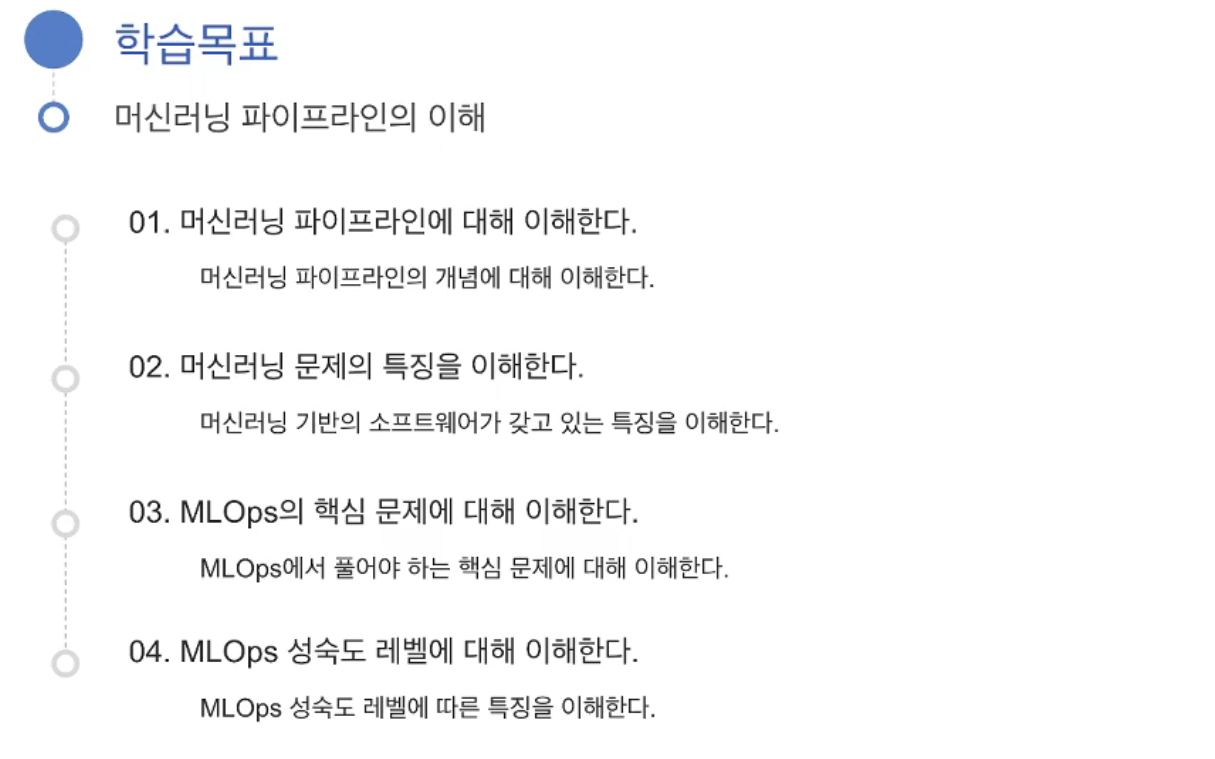 학습목표
머신러닝 파이프라인의 이해
01. 머신러닝 파이프라인에 대해 이해한다.
머신러닝 파이프라인의 개념에 대해 이해한다.
02. 머신러닝 문제의 특징을 이해한다.
머신러닝 기반의 소프트웨어가 갖고 있는 특징을 이해한다.
03. MLOps의 핵심 문제에 대해 이해한다.
MLOps에서 풀어야 하는 핵심 문제에 대해 이해한다.
04. MLOps 성숙도 레벨에 대해 이해한다.
MLOps 성숙도 레벨에 따른 특징을 이해한다.